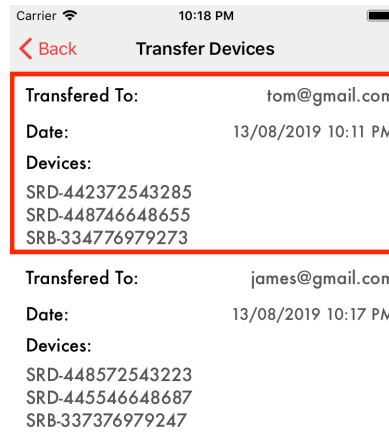 Carrier 10:18 PM
Back Transfer Devices
Transfered To: tom@gmail.com
Date: 13/08/2019 10:11 PM
Devices:
SRD-442372543285
SRD-448746648655
SRB-334776979273
Transfered To: james@gmail.com
Date: 13/08/2019 10:17 PM
Devices:
SRD-448572543223
SRD-445546648687
SRB-337376979247